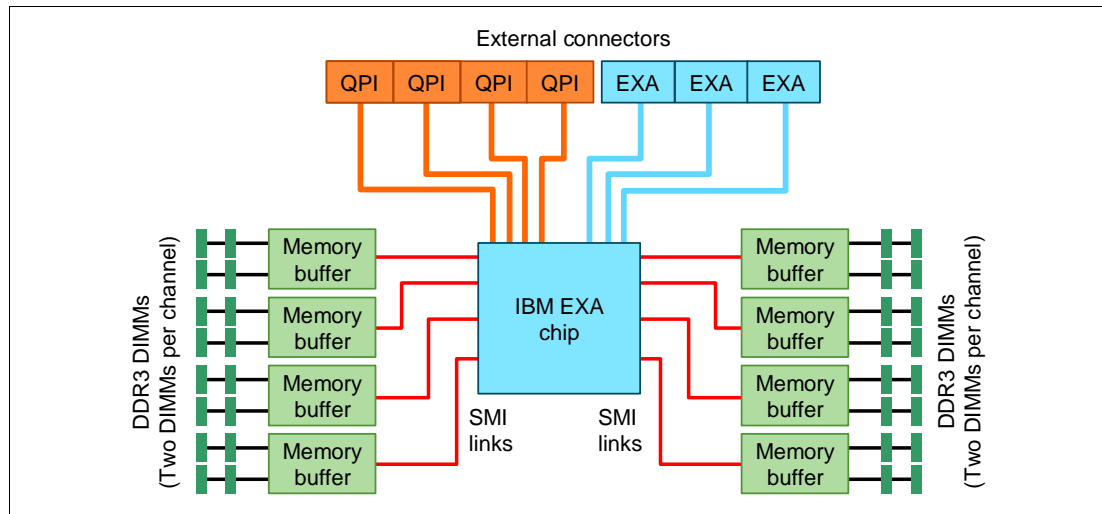 External connectors
QPI QPI QPI QPI EXA EXA EXA
DDR3 DIMMs
(Two DIMMs per channel)
Memory
buffer
Memory
buffer
Memory
buffer
Memory
buffer
IBM EXA
chip
SMI
links
SMI
links
Memory
buffer
Memory
buffer
Memory
buffer
Memory
buffer
DDR3 DIMMs
(Two DIMMs per channel)